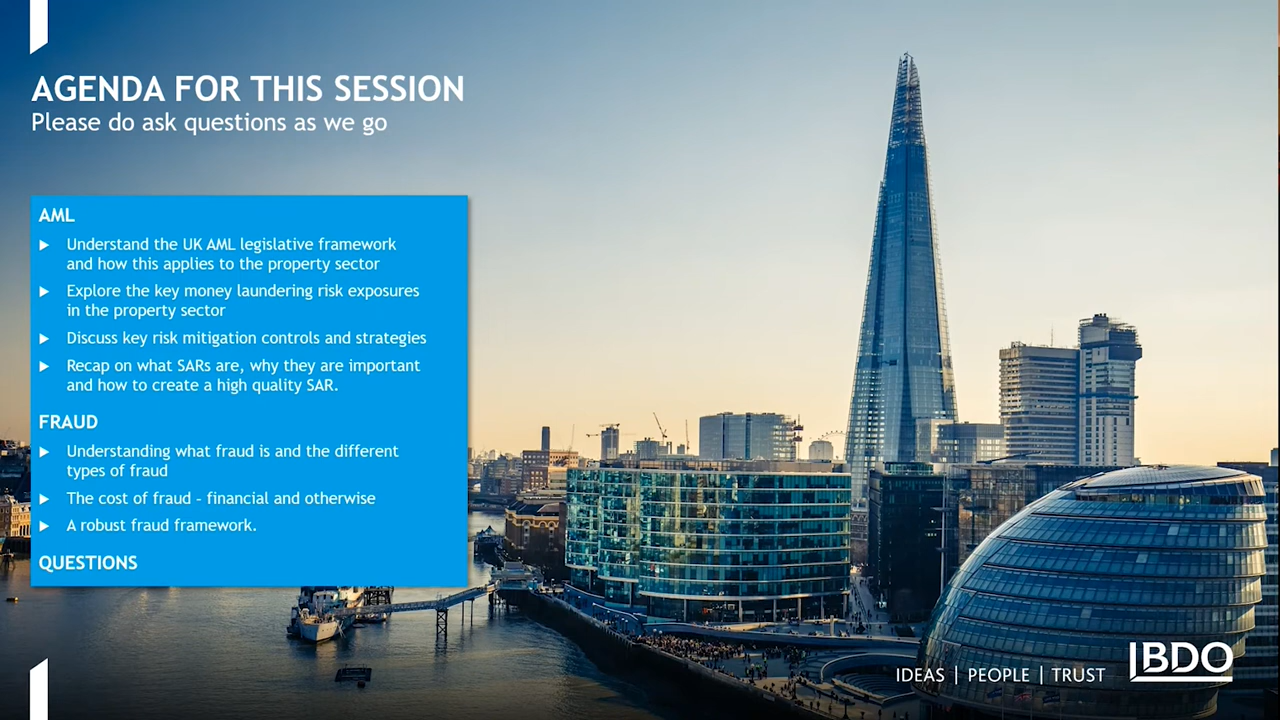 AGENDA FOR THIS SESSION
Please do ask questions as we go
AML
Understand the UK AML legislative framework
and how this applies to the property sector
Explore the key money laundering risk exposures
in the property sector
Discuss key risk mitigation controls and strategies
Recap on what SARs are, why they are important
and how to create a high quality SAR.
FRAUD
Understanding what fraud is and the different
types of fraud
The cost of fraud - financial and otherwise
A robust fraud framework.
QUESTIONS
IDEAS | PEOPLE | TRUST
BDO